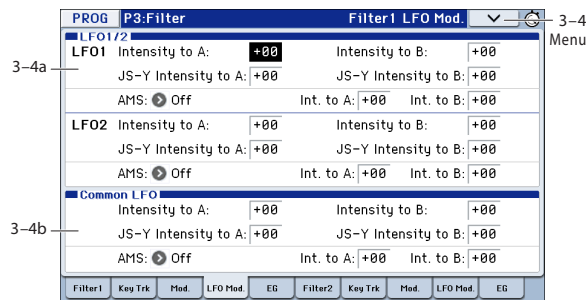 PROG P3:Filter Filter1 LFO Mod.
3–4
Menu
LFO1/2
3–4a
LFO1 Intensity to A: +00 Intensity to B: +00
JS-Y Intensity to A: +00 JS-Y Intensity to B: +00
AMS: Off Int. to A: +00 Int. to B: +00
LFO2 Intensity to A: +00 Intensity to B: +00
JS-Y Intensity to A: +00 JS-Y Intensity to B: +00
AMS: Off Int. to A: +00 Int. to B: +00
Common LFO
3–4b
Intensity to A: +00 Intensity to B: +00
JS-Y Intensity to A: +00 JS-Y Intensity to B: +00
AMS: Off Int. to A: +00 Int. to B: +00
Filter1 Key Trk Mod. LFO Mod. EG Filter2 Key Trk Mod. LFO Mod. EG